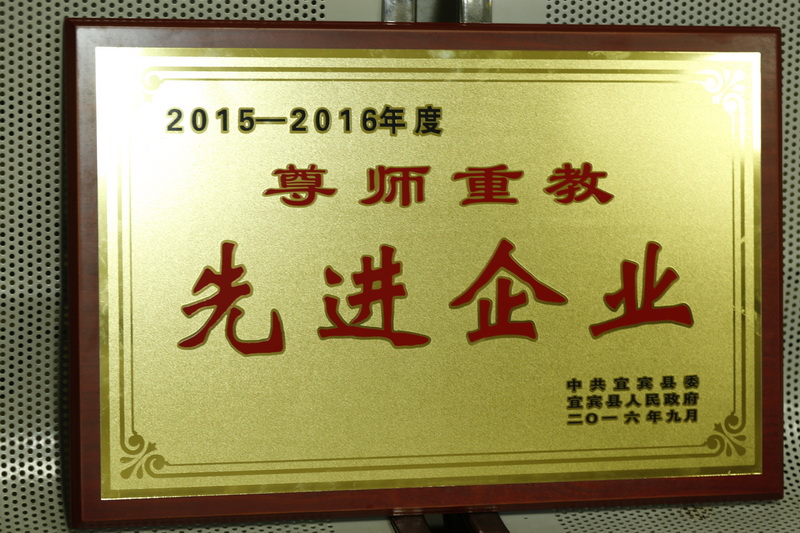 2015—2016年度
尊师重教
先进企业
中共宜宾县委
宜宾县人民政府
二〇一六年九月